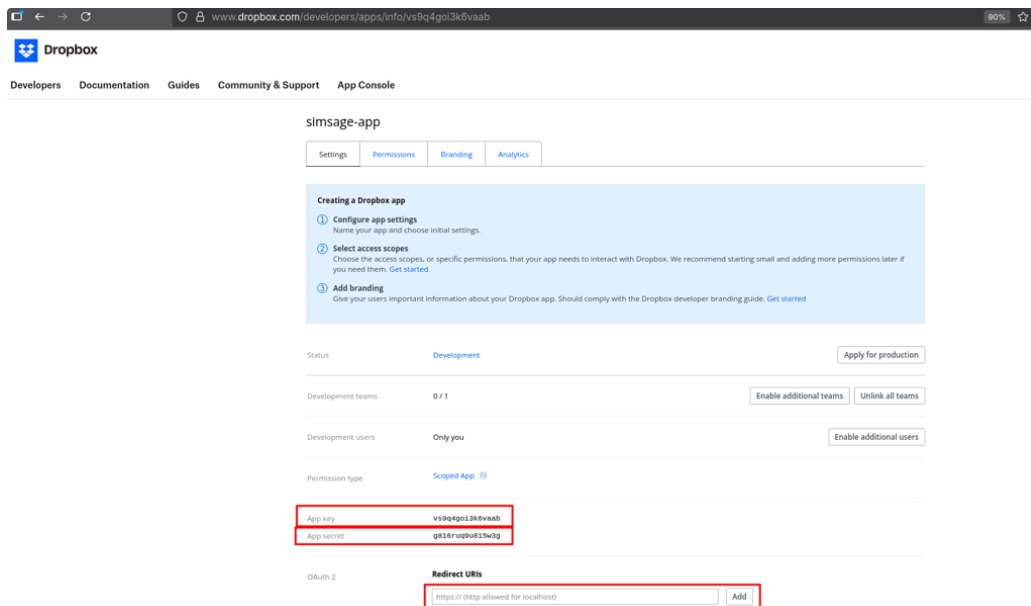 www.dropbox.com/developers/apps/info/vs9q4goi3k6vaab
90%
Dropbox
Developers Documentation Guides Community & Support App Console
simsage-app
Settings Permissions Branding Analytics
Creating a Dropbox app
1 Configure app settings
Name your app and choose initial settings.
2 Select access scopes
Choose the access scopes, or specific permissions, that your app needs to interact with Dropbox. We recommend starting small and adding more permissions later if
you need them. Get started
3 Add branding
Give your users important information about your Dropbox app. Should comply with the Dropbox developer branding guide. Get started
Status Development Apply for production
Development teams 0 / 1 Enable additional teams Unlink all teams
Development users Only you Enable additional users
Permission type Scoped App ?
App key vs9q4goi3k6vaab
App secret g8i6ruq9u815w3g
OAuth 2 Redirect URIs
https:// (http allowed for localhost) Add